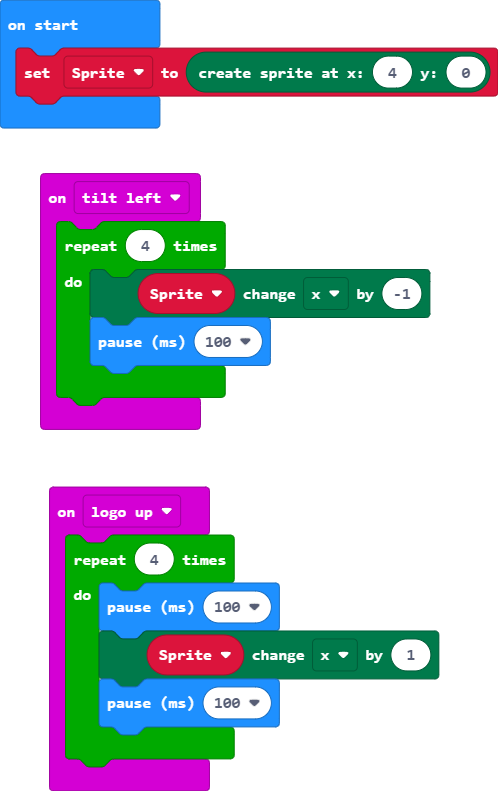 on start
set Sprite to create sprite at x: 4 y: 0
on tilt left
repeat 4 times
do
Sprite change x by -1
pause (ms) 100
on logo up
repeat 4 times
do
pause (ms) 100
Sprite change x by 1
pause (ms) 100